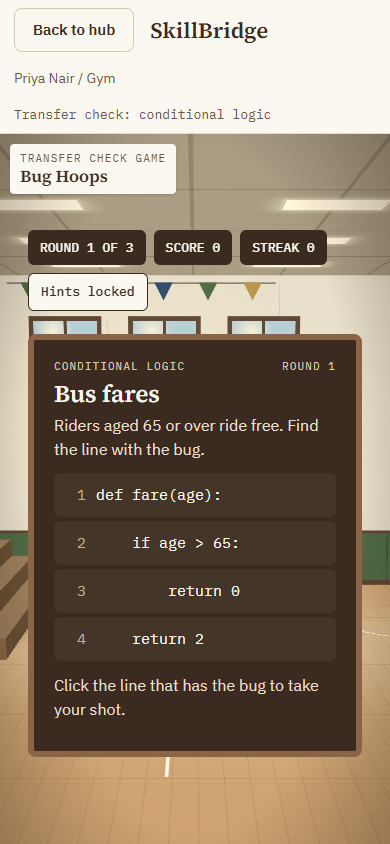 Back to hub
SkillBridge
Priya Nair / Gym
Transfer check: conditional logic
TRANSFER CHECK GAME
Bug Hoops
ROUND 1 OF 3
SCORE 0
STREAK 0
Hints locked
CONDITIONAL LOGIC
ROUND 1
Bus fares
Riders aged 65 or over ride free. Find
the line with the bug.
1 def fare(age):
2     if age > 65:
3         return 0
4     return 2
Click the line that has the bug to take
your shot.